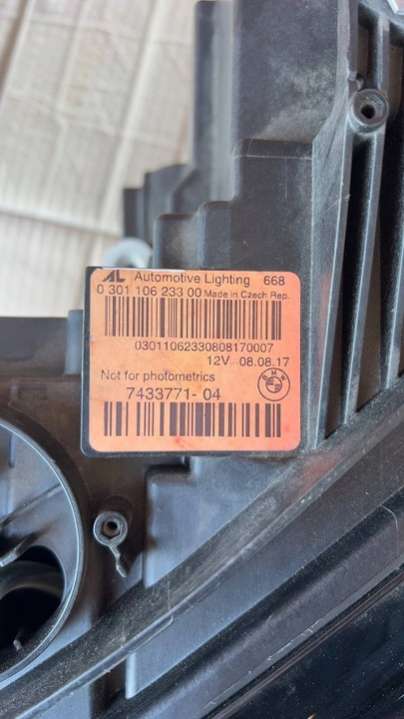 AL Automotive Lighting 668
0 301 106 233 00 Made in Czech Rep.
03011062330808170007
12V 08.08.17
Not for photometrics
BMW
7433771- 04